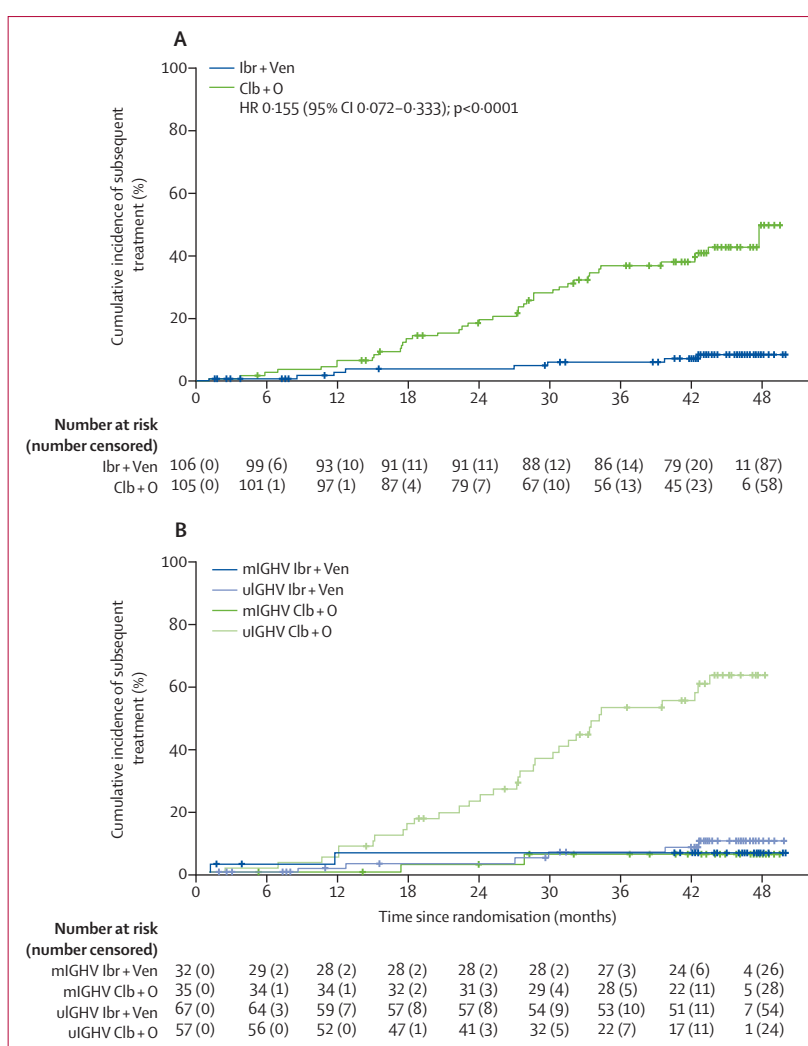 A
100
80
60
40
20
0
Cumulative incidence of subsequent
treatment (%)
Ibr + Ven
Clb + O
HR 0·155 (95% CI 0·072–0·333); p<0·0001
0 6 12 18 24 30 36 42 48
Number at risk
(number censored)
Ibr + Ven 106 (0) 99 (6) 93 (10) 91 (11) 91 (11) 88 (12) 86 (14) 79 (20) 11 (87)
Clb + O 105 (0) 101 (1) 97 (1) 87 (4) 79 (7) 67 (10) 56 (13) 45 (23) 6 (58)
B
100
80
60
40
20
0
Cumulative incidence of subsequent
treatment (%)
mIGHV Ibr + Ven
uIGHV Ibr + Ven
mIGHV Clb + O
uIGHV Clb + O
0 6 12 18 24 30 36 42 48
Time since randomisation (months)
Number at risk
(number censored)
mIGHV Ibr + Ven 32 (0) 29 (2) 28 (2) 28 (2) 28 (2) 28 (2) 27 (3) 24 (6) 4 (26)
mIGHV Clb + O 35 (0) 34 (1) 34 (1) 32 (2) 31 (3) 29 (4) 28 (5) 22 (11) 5 (28)
uIGHV Ibr + Ven 67 (0) 64 (3) 59 (7) 57 (8) 57 (8) 54 (9) 53 (10) 51 (11) 7 (54)
uIGHV Clb + O 57 (0) 56 (0) 52 (0) 47 (1) 41 (3) 32 (5) 22 (7) 17 (11) 1 (24)